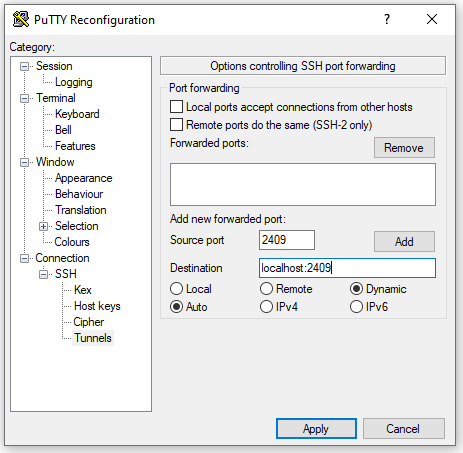 PuTTY Reconfiguration
Category:
Session
Logging
Terminal
Keyboard
Bell
Features
Window
Appearance
Behaviour
Translation
Selection
Colours
Connection
SSH
Kex
Host keys
Cipher
Tunnels
Options controlling SSH port forwarding
Port forwarding
Local ports accept connections from other hosts
Remote ports do the same (SSH-2 only)
Forwarded ports:
Remove
Add new forwarded port:
Source port 2409 Add
Destination localhost:2409
Local Remote Dynamic
Auto IPv4 IPv6
Apply Cancel